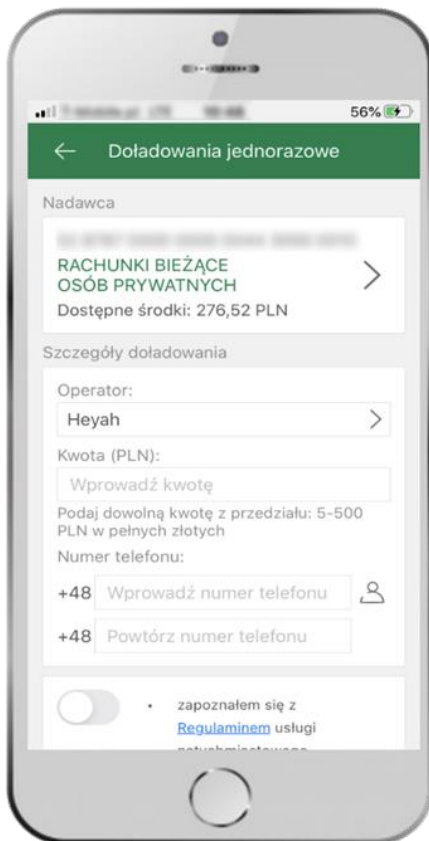 56%
Doładowania jednorazowe
Nadawca
RACHUNKI BIEŻĄCE
OSÓB PRYWATNYCH
Dostępne środki: 276,52 PLN
Szczegóły doładowania
Operator:
Heyah
Kwota (PLN):
Wprowadź kwotę
Podaj dowolną kwotę z przedziału: 5-500
PLN w pełnych złotych
Numer telefonu:
+48 Wprowadź numer telefonu
+48 Powtórz numer telefonu
• zapoznałem się z
Regulaminem usługi